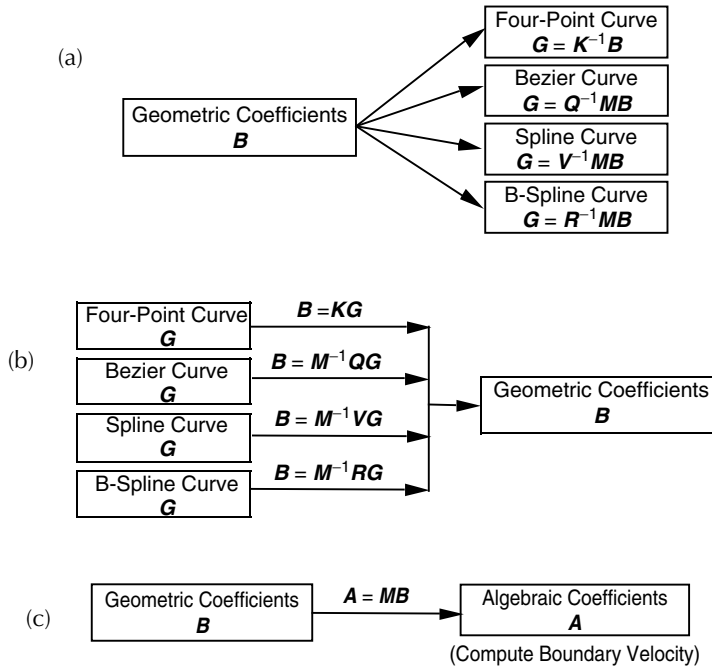 (a)
Geometric Coefficients
B
Four-Point Curve
G = K⁻¹B
Bezier Curve
G = Q⁻¹MB
Spline Curve
G = V⁻¹MB
B-Spline Curve
G = R⁻¹MB
(b)
Four-Point Curve
G
B =KG
Bezier Curve
G
B = M⁻¹QG
Spline Curve
G
B = M⁻¹VG
B-Spline Curve
G
B = M⁻¹RG
Geometric Coefficients
B
(c)
Geometric Coefficients
B
A = MB
Algebraic Coefficients
A
(Compute Boundary Velocity)